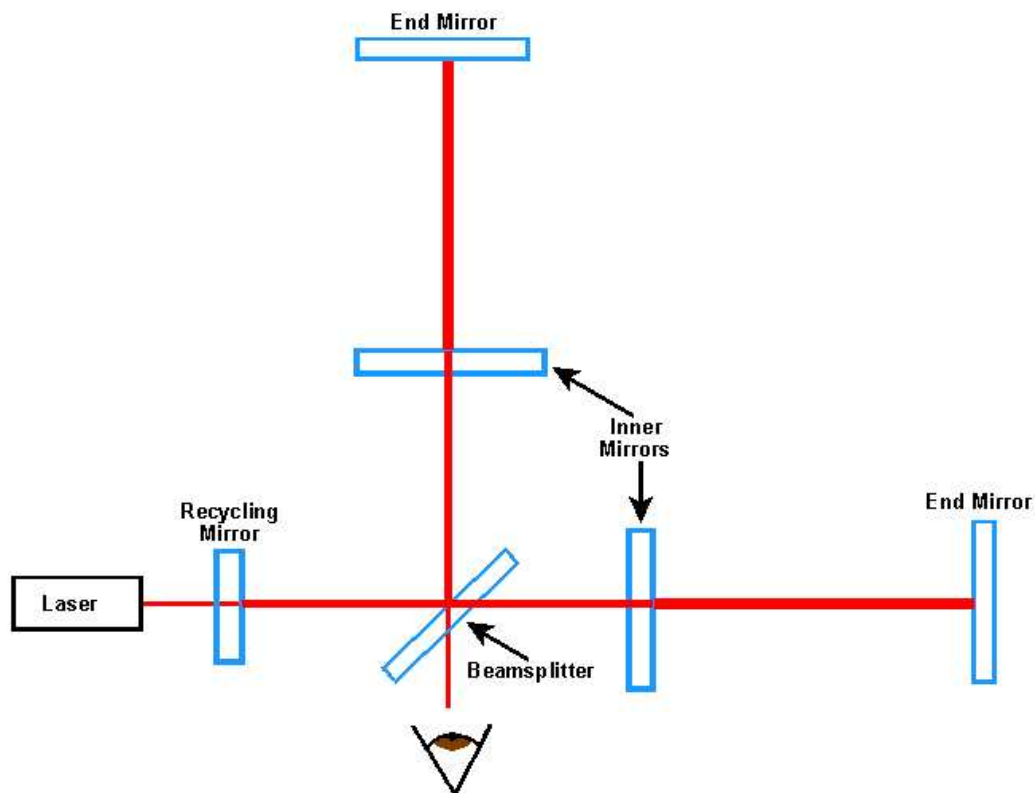 End Mirror
Inner
Mirrors
End Mirror
Recycling
Mirror
Laser
Beamsplitter